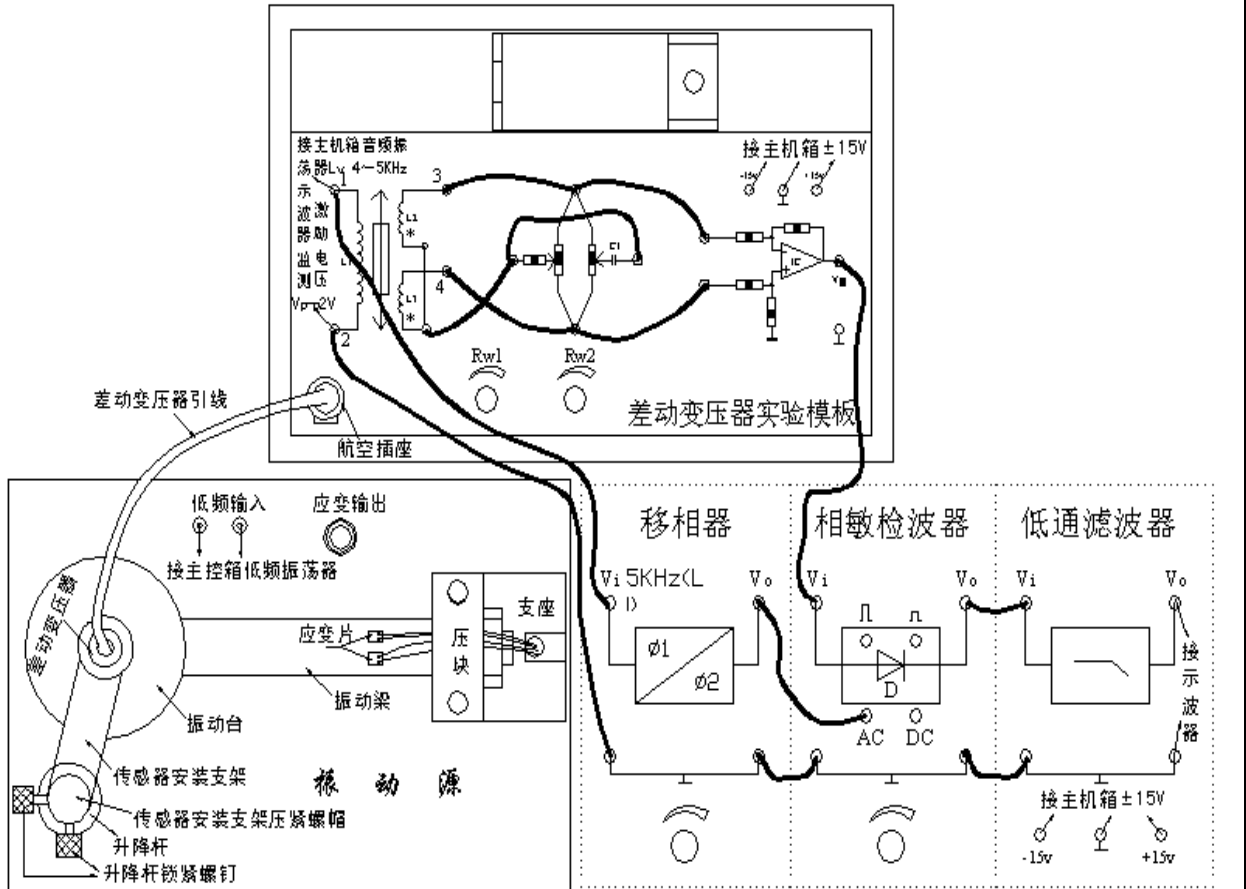 接主机箱音频振
荡器Lv 4～5KHz
示 激
波 励
器 电
监 压
测
Vp-p2V
1
2
3
4
L1
L2
*
L1
*
C1
接主机箱±15V
-15v
+15v
IC
Rw1
Rw2
差动变压器实验模板
差动变压器引线
航空插座
低频输入
应变输出
接主控箱低频振荡器
差动变压器
应变片
压块
支座
振动梁
振动台
传感器安装支架
振 动 源
传感器安装支架压紧螺帽
升降杆
升降杆锁紧螺钉
移相器
Vi 5KHz(L
Vo
Φ1
Φ2
相敏检波器
Vi
Vo
D
AC DC
低通滤波器
Vi
Vo
接示波器
接主机箱±15V
-15v
+15v